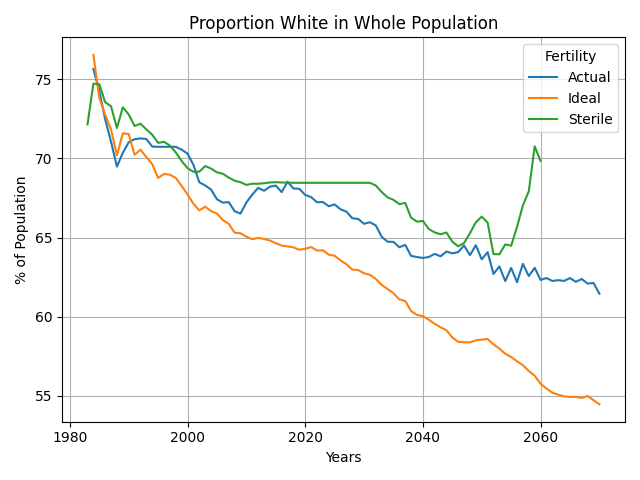 Proportion White in Whole Population
Fertility
Actual
Ideal
Sterile
% of Population
75
70
65
60
55
1980
2000
2020
2040
2060
Years